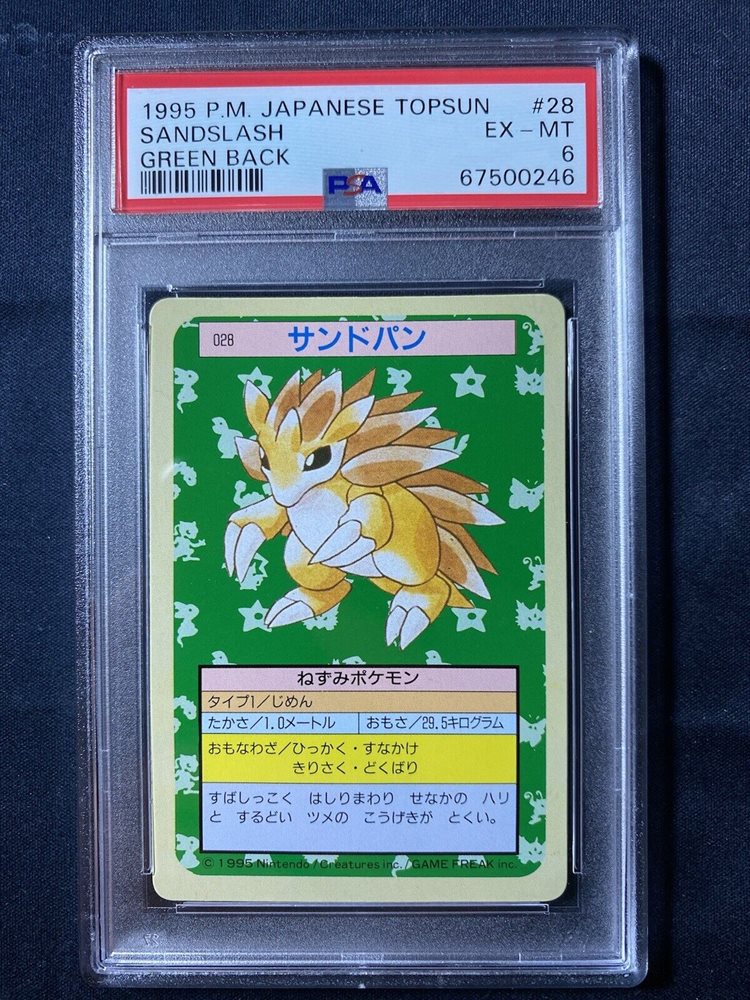 1995 P.M. JAPANESE TOPSUN #28
SANDSLASH EX - MT
GREEN BACK 6
PSA 67500246
028 サンドパン
ねずみポケモン
タイプ1/じめん
たかさ/1.0メートル おもさ/29.5キログラム
おもなわざ/ひっかく・すなかけ
きりさく・どくばり
すばしっこく はしりまわり せなかの ハリ
と するどい ツメの こうげきが とくい。
© 1995 Nintendo/Creatures inc./GAME FREAK inc.